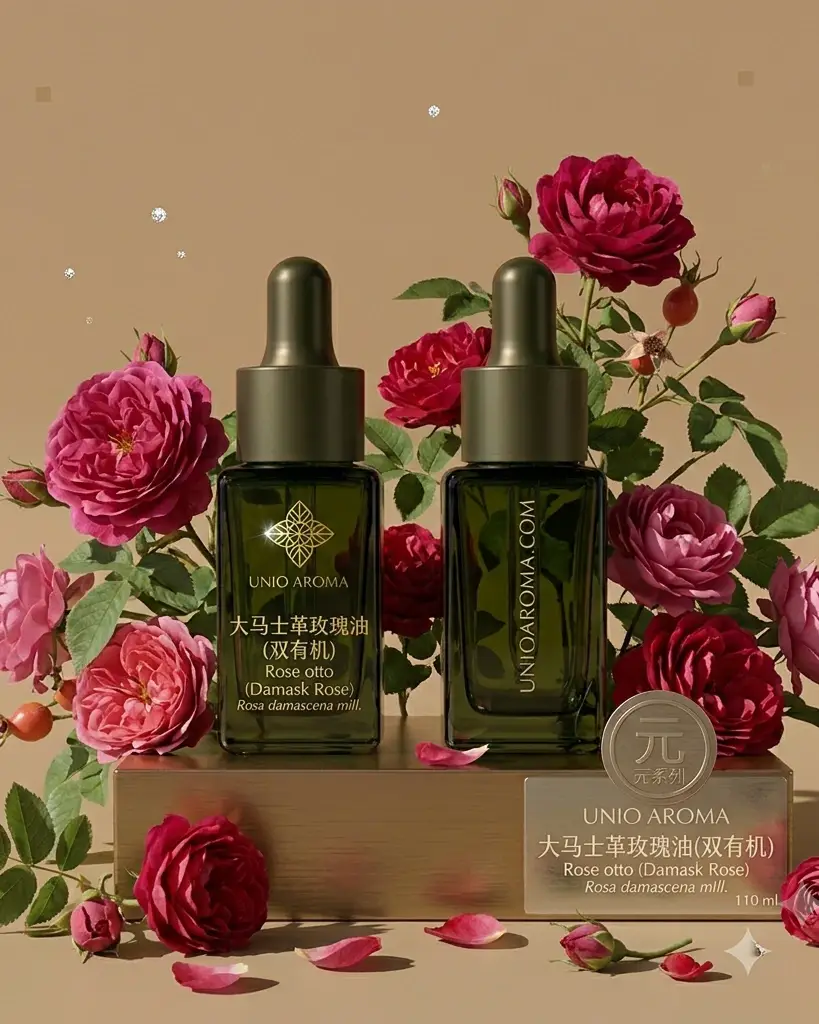 UNIO AROMA
大马士革玫瑰油
(双有机)
Rose otto
(Damask Rose)
Rosa damascena mill.
UNIOAROMA.COM
元
元系列
UNIO AROMA
大马士革玫瑰油(双有机)
Rose otto (Damask Rose)
Rosa damascena mlll.
110 ml